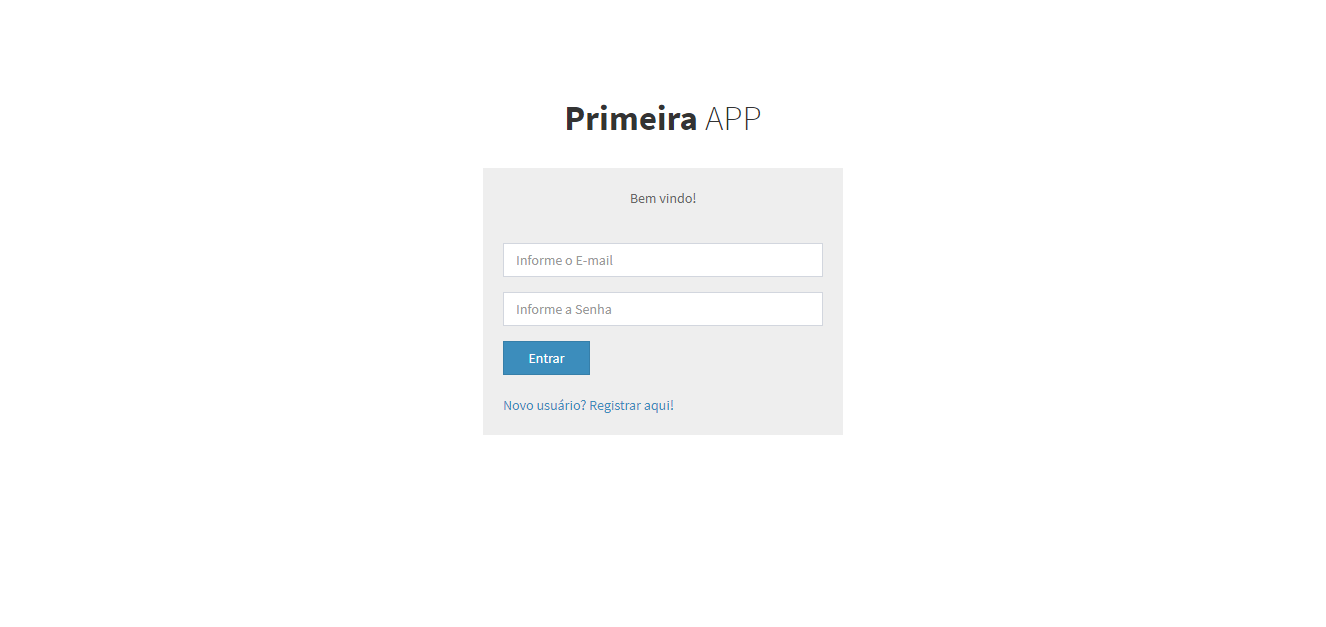 Primeira APP
Bem vindo!
Informe o E-mail
Informe a Senha
Entrar
Novo usuário? Registrar aqui!